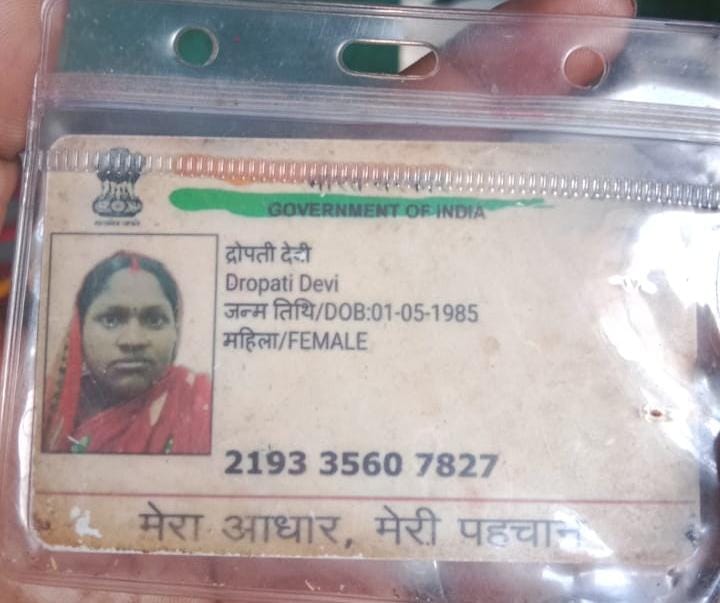 GOVERNMENT OF INDIA
द्रोपती देवी
Dropati Devi
जन्म तिथि/DOB:01-05-1985
महिला/FEMALE
2193 3560 7827
मेरा आधार, मेरी पहचान